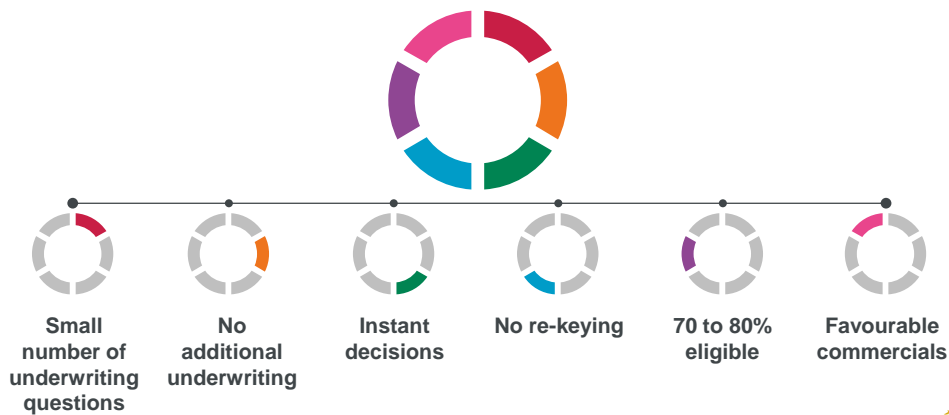 Small
number of
underwriting
questions
No
additional
underwriting
Instant
decisions
No re-keying
70 to 80%
eligible
Favourable
commercials